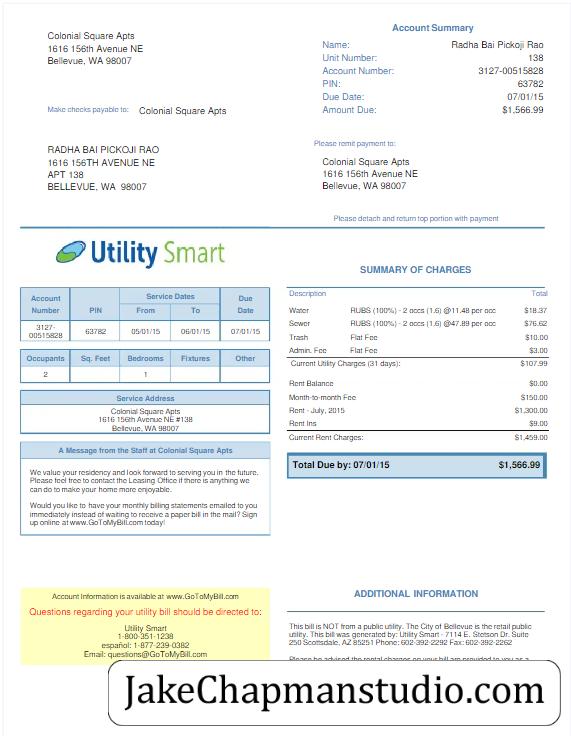 Colonial Square Apts
1616 156th Avenue NE
Bellevue, WA 98007
Account Summary
Name: Radha Bai Pickoji Rao
Unit Number: 138
Account Number: 3127-00515828
PIN: 63782
Due Date: 07/01/15
Amount Due: $1,566.99
Make checks payable to: Colonial Square Apts
Please remit payment to:
RADHA BAI PICKOJI RAO
1616 156TH AVENUE NE
APT 138
BELLEVUE, WA 98007
Colonial Square Apts
1616 156th Avenue NE
Bellevue, WA 98007
Please detach and return top portion with payment
Utility Smart
Account Number PIN Service Dates From To Due Date
3127-00515828 63782 05/01/15 06/01/15 07/01/15
Occupants Sq. Feet Bedrooms Fixtures Other
2 1
Service Address
Colonial Square Apts
1616 156th Avenue NE #138
Bellevue, WA 98007
A Message from the Staff at Colonial Square Apts
We value your residency and look forward to serving you in the future.
Please feel free to contact the Leasing Office if there is anything we
can do to make your home more enjoyable.
Would you like to have your monthly billing statements emailed to you
immediately instead of waiting to receive a paper bill in the mail? Sign
up online at www.GoToMyBill.com today!
SUMMARY OF CHARGES
Description Total
Water RUBS (100%) - 2 occs (1.6) @11.48 per occ $18.37
Sewer RUBS (100%) - 2 occs (1.6) @47.89 per occ $76.62
Trash Flat Fee $10.00
Admin. Fee Flat Fee $3.00
Current Utility Charges (31 days): $107.99
Rent Balance $0.00
Month-to-month Fee $150.00
Rent - July, 2015 $1,300.00
Rent Ins $9.00
Current Rent Charges: $1,459.00
Total Due by: 07/01/15 $1,566.99
Account Information is available at www.GoToMyBill.com
Questions regarding your utility bill should be directed to:
Utility Smart
1-800-351-1238
español: 1-877-239-0382
Email: questions@GoToMyBill.com
ADDITIONAL INFORMATION
This bill is NOT from a public utility. The City of Bellevue is the retail public
utility. This bill was generated by: Utility Smart - 7114 E. Stetson Dr. Suite
250 Scottsdale, AZ 85251 Phone: 602-392-2292 Fax: 602-392-2262
Please be advised the rental charges on your bill are provided to you as a
JakeChapmanstudio.com